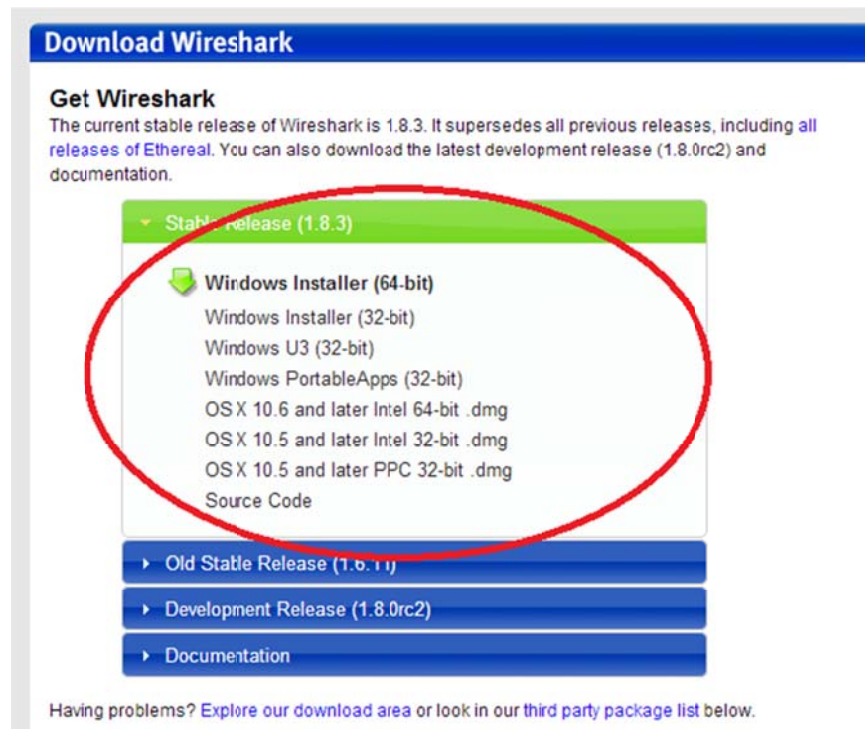 Download Wireshark
Get Wireshark
The current stable release of Wireshark is 1.8.3. It supersedes all previous releases, including all
releases of Ethereal. You can also download the latest development release (1.8.0rc2) and
documentation.
Stable Release (1.8.3)
Windows Installer (64-bit)
Windows Installer (32-bit)
Windows U3 (32-bit)
Windows PortableApps (32-bit)
OS X 10.6 and later Intel 64-bit .dmg
OS X 10.5 and later Intel 32-bit .dmg
OS X 10.5 and later PPC 32-bit .dmg
Source Code
Old Stable Release (1.6.11)
Development Release (1.8.0rc2)
Documentation
Having problems? Explore our download area or look in our third party package list below.